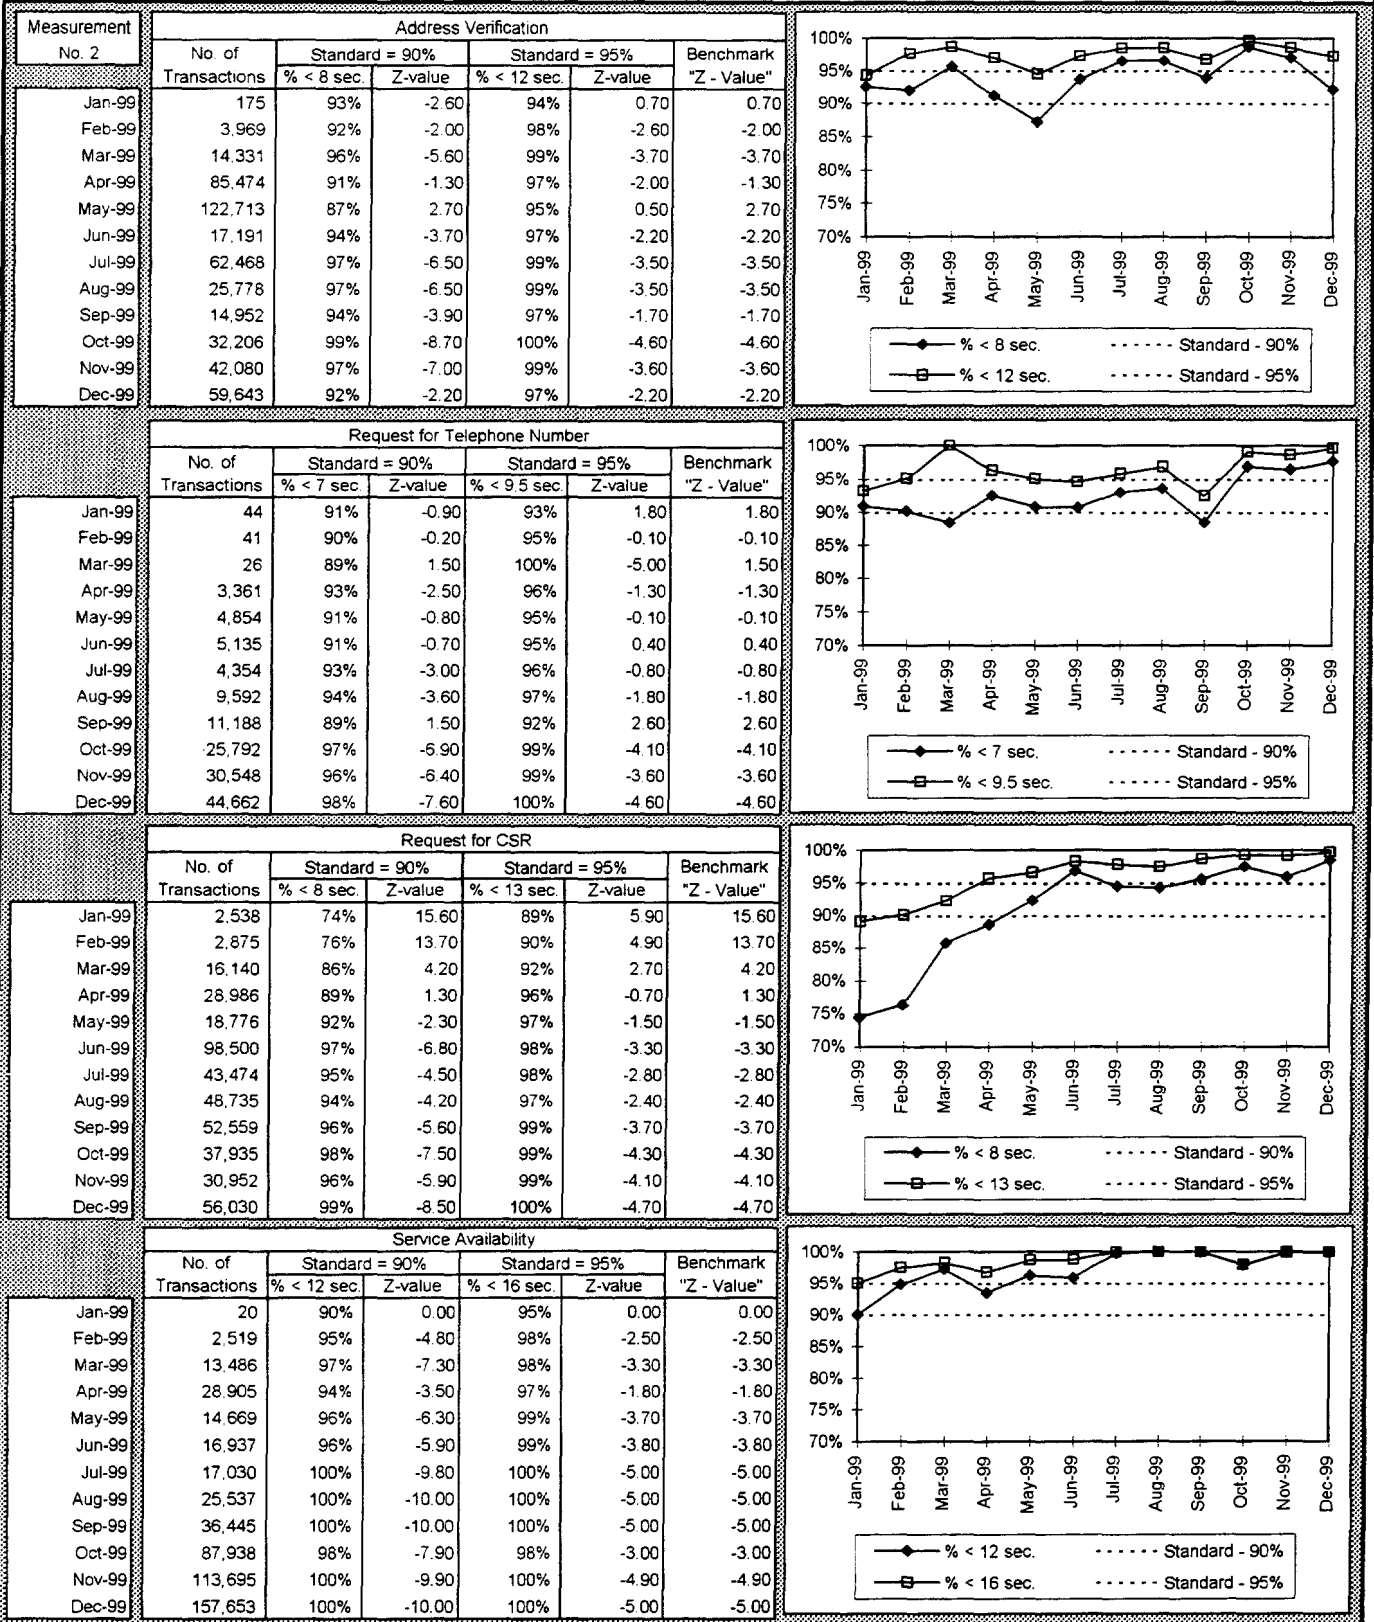 Measurement
No. 2
Address Verification
No. of Standard = 90% Standard = 95% Benchmark
Transactions % < 8 sec. Z-value % < 12 sec. Z-value "Z - Value"
Jan-99 175 93% -2.60 94% 0.70 0.70
Feb-99 3,969 92% -2.00 98% -2.60 -2.00
Mar-99 14.331 96% -5.60 99% -3.70 -3.70
Apr-99 85,474 91% -1.30 97% -2.00 -1.30
May-99 122,713 87% 2.70 95% 0.50 2.70
Jun-99 17,191 94% -3.70 97% -2.20 -2.20
Jul-99 62,468 97% -6.50 99% -3.50 -3.50
Aug-99 25,778 97% -6.50 99% -3.50 -3.50
Sep-99 14,952 94% -3.90 97% -1.70 -1.70
Oct-99 32,206 99% -8.70 100% -4.60 -4.60
Nov-99 42,080 97% -7.00 99% -3.60 -3.60
Dec-99 59,643 92% -2.20 97% -2.20 -2.20
100%
95%
90%
85%
80%
75%
70%
Jan-99 Feb-99 Mar-99 Apr-99 May-99 Jun-99 Jul-99 Aug-99 Sep-99 Oct-99 Nov-99 Dec-99
% < 8 sec. Standard - 90%
% < 12 sec. Standard - 95%
Request for Telephone Number
No. of Standard = 90% Standard = 95% Benchmark
Transactions % < 7 sec. Z-value % < 9.5 sec. Z-value "Z - Value"
Jan-99 44 91% -0.90 93% 1.80 1.80
Feb-99 41 90% -0.20 95% -0.10 -0.10
Mar-99 26 89% 1.50 100% -5.00 1.50
Apr-99 3,361 93% -2.50 96% -1.30 -1.30
May-99 4,854 91% -0.80 95% -0.10 -0.10
Jun-99 5,135 91% -0.70 95% 0.40 0.40
Jul-99 4,354 93% -3.00 96% -0.80 -0.80
Aug-99 9,592 94% -3.60 97% -1.80 -1.80
Sep-99 11,188 89% 1.50 92% 2.60 2.60
Oct-99 25,792 97% -6.90 99% -4.10 -4.10
Nov-99 30,548 96% -6.40 99% -3.60 -3.60
Dec-99 44,662 98% -7.60 100% -4.60 -4.60
100%
95%
90%
85%
80%
75%
70%
Jan-99 Feb-99 Mar-99 Apr-99 May-99 Jun-99 Jul-99 Aug-99 Sep-99 Oct-99 Nov-99 Dec-99
% < 7 sec. Standard - 90%
% < 9.5 sec. Standard - 95%
Request for CSR
No. of Standard = 90% Standard = 95% Benchmark
Transactions % < 8 sec. Z-value % < 13 sec. Z-value "Z - Value"
Jan-99 2,538 74% 15.60 89% 5.90 15.60
Feb-99 2,875 76% 13.70 90% 4.90 13.70
Mar-99 16,140 86% 4.20 92% 2.70 4.20
Apr-99 28,986 89% 1.30 96% -0.70 1.30
May-99 18,776 92% -2.30 97% -1.50 -1.50
Jun-99 98,500 97% -6.80 98% -3.30 -3.30
Jul-99 43,474 95% -4.50 98% -2.80 -2.80
Aug-99 48,735 94% -4.20 97% -2.40 -2.40
Sep-99 52,559 96% -5.60 99% -3.70 -3.70
Oct-99 37,935 98% -7.50 99% -4.30 -4.30
Nov-99 30,952 96% -5.90 99% -4.10 -4.10
Dec-99 56,030 99% -8.50 100% -4.70 -4.70
100%
95%
90%
85%
80%
75%
70%
Jan-99 Feb-99 Mar-99 Apr-99 May-99 Jun-99 Jul-99 Aug-99 Sep-99 Oct-99 Nov-99 Dec-99
% < 8 sec. Standard - 90%
% < 13 sec. Standard - 95%
Service Availability
No. of Standard = 90% Standard = 95% Benchmark
Transactions % < 12 sec. Z-value % < 16 sec. Z-value "Z - Value"
Jan-99 20 90% 0.00 95% 0.00 0.00
Feb-99 2,519 95% -4.80 98% -2.50 -2.50
Mar-99 13,486 97% -7.30 98% -3.30 -3.30
Apr-99 28,905 94% -3.50 97% -1.80 -1.80
May-99 14,669 96% -6.30 99% -3.70 -3.70
Jun-99 16,937 96% -5.90 99% -3.80 -3.80
Jul-99 17,030 100% -9.80 100% -5.00 -5.00
Aug-99 25,537 100% -10.00 100% -5.00 -5.00
Sep-99 36,445 100% -10.00 100% -5.00 -5.00
Oct-99 87,938 98% -7.90 98% -3.00 -3.00
Nov-99 113,695 100% -9.90 100% -4.90 -4.90
Dec-99 157,653 100% -10.00 100% -5.00 -5.00
100%
95%
90%
85%
80%
75%
70%
Jan-99 Feb-99 Mar-99 Apr-99 May-99 Jun-99 Jul-99 Aug-99 Sep-99 Oct-99 Nov-99 Dec-99
% < 12 sec. Standard - 90%
% < 16 sec. Standard - 95%